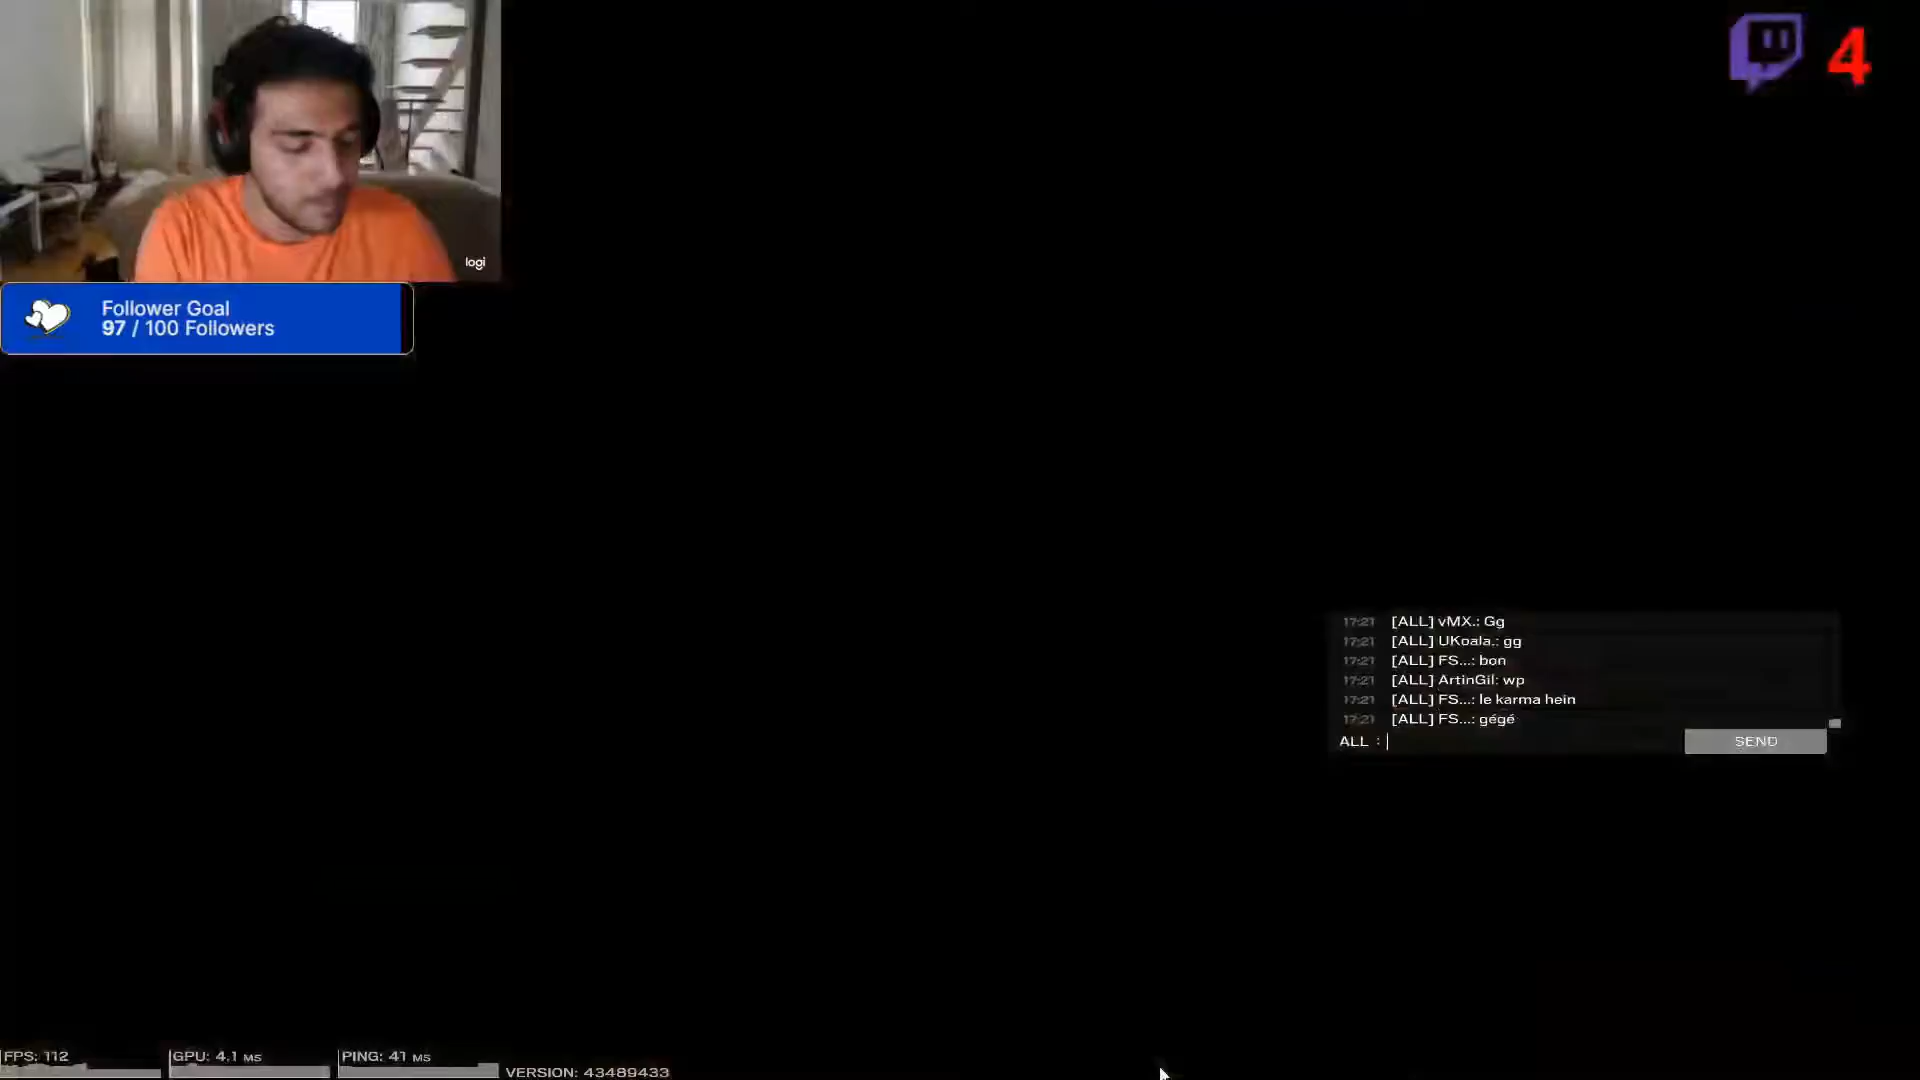 4
logi
Follower Goal
97 / 100 Followers
17:21 [ALL] vMX.: Gg
17:21 [ALL] UKoala.: gg
17:21 [ALL] FS...: bon
17:21 [ALL] ArtinGil: wp
17:21 [ALL] FS...: le karma hein
17:21 [ALL] FS...: gégé
ALL :
SEND
FPS: 112
GPU: 4.1 MS
PING: 41 MS
VERSION: 43489433